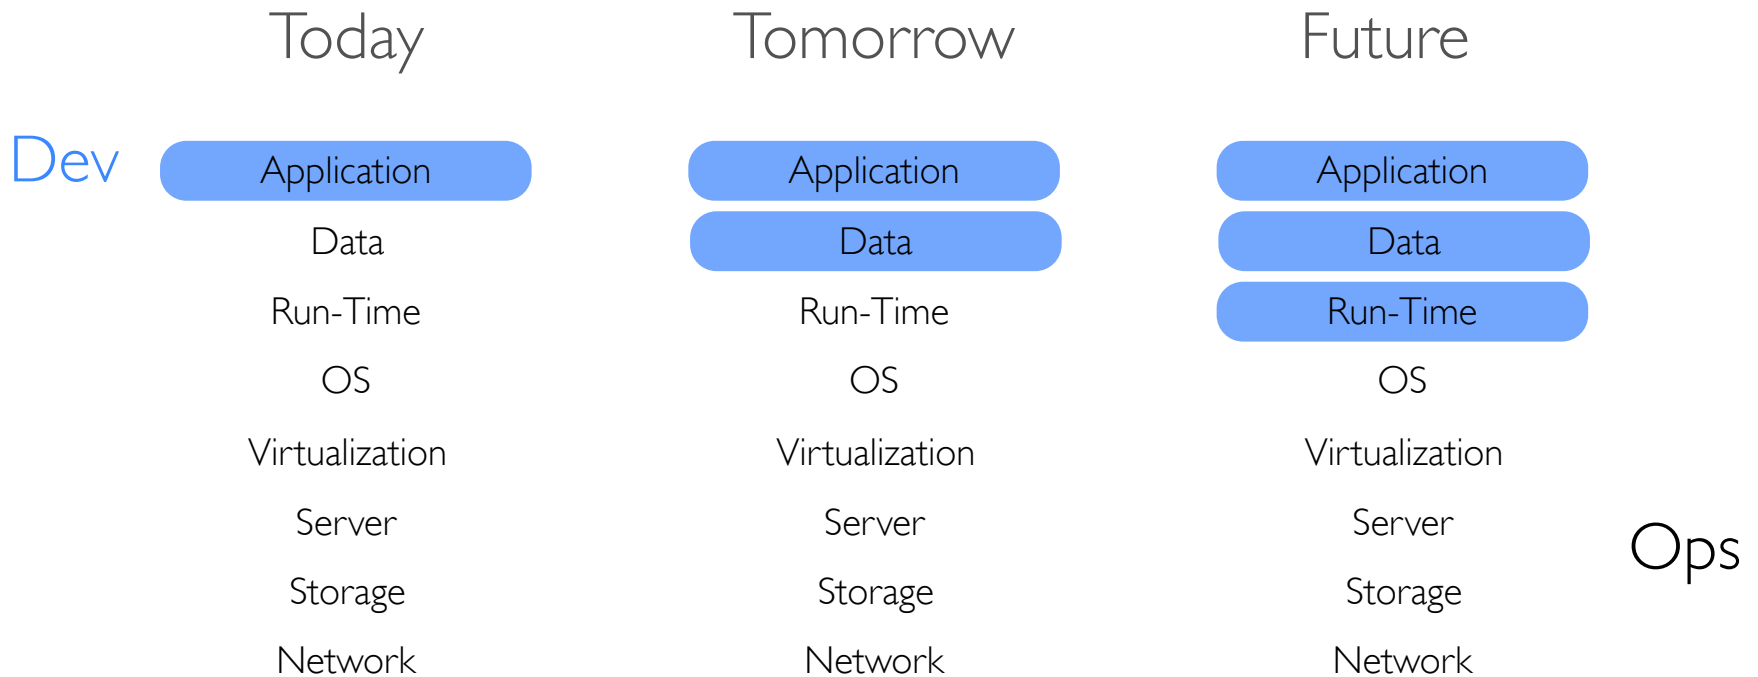 Today Tomorrow Future
Dev
Application Application Application
Data Data Data
Run-Time Run-Time Run-Time
OS OS OS
Virtualization Virtualization Virtualization
Server Server Server
Ops
Storage Storage Storage
Network Network Network